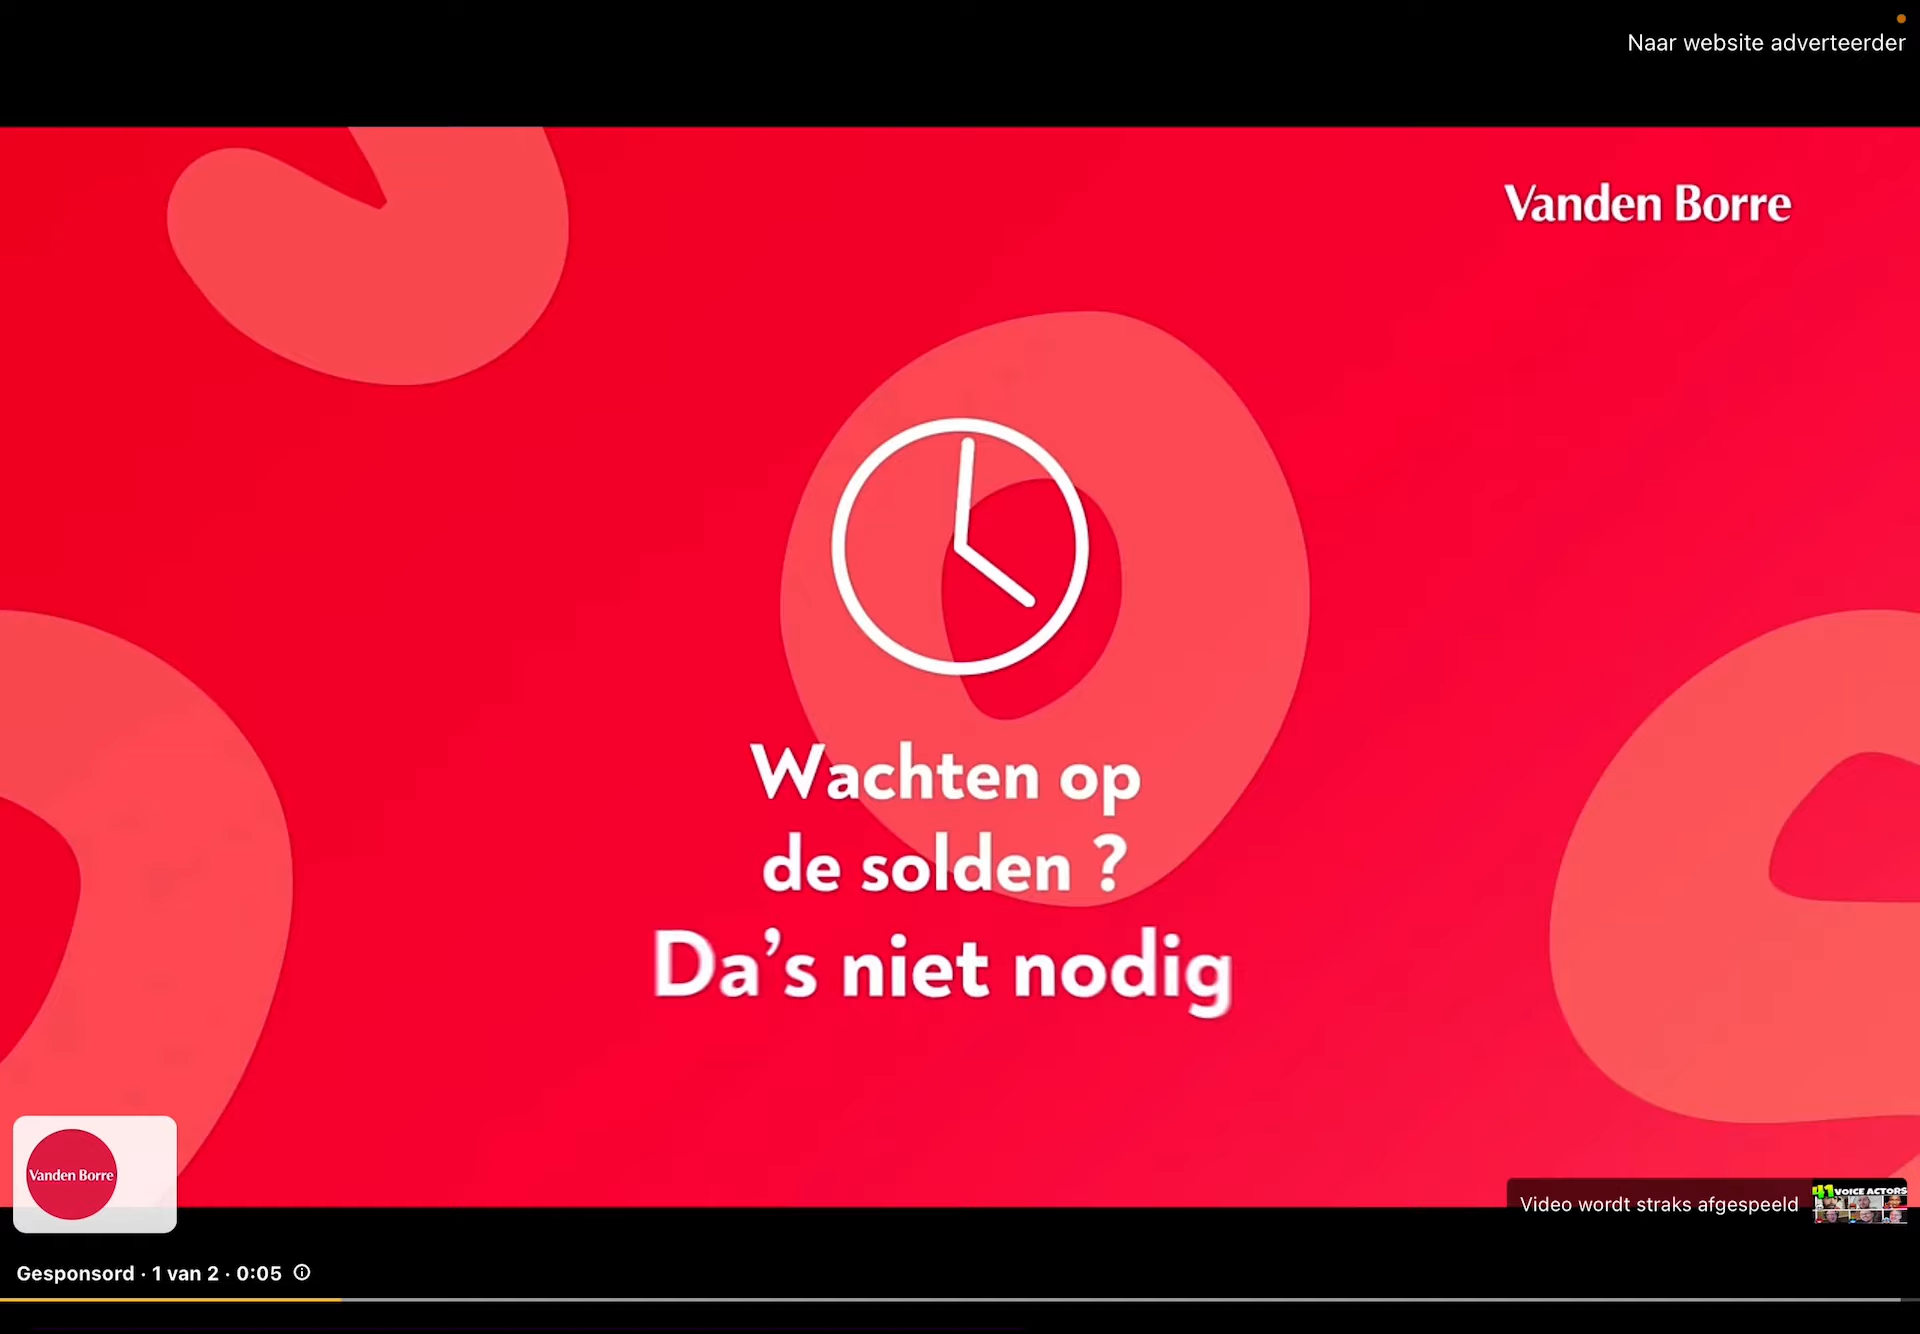 Naar website adverteerder
Vanden Borre
Wachten op
de solden ?
Da's niet nodig
Vanden Borre
Video wordt straks afgespeeld
41 VOICE ACTORS
Gesponsord · 1 van 2 · 0:05